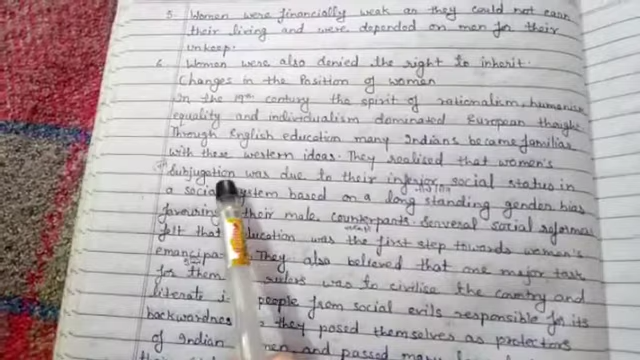 5. Women were financially weak as they could not earn
their living and were depended on men for their
unkeep.
6. Women were also denied the right to inherit.
Changes in the Position of women
In the 19th century the spirit of rationalism, humanism
equality and individualism dominated European thought
Through English education many Indians became familiar
with these western ideas. They realised that women's
Subjugation was due to their inferior social status in
a social system based on a long standing gender bias
favouring their male counterparts. Serveral social reformers
felt that education was the first step towards women's
They also believed that one major task
for rulers was to civilise the country and
literate people from social evils responsible for its
backwardness they posed themselves as protectors
of Indian and passed many